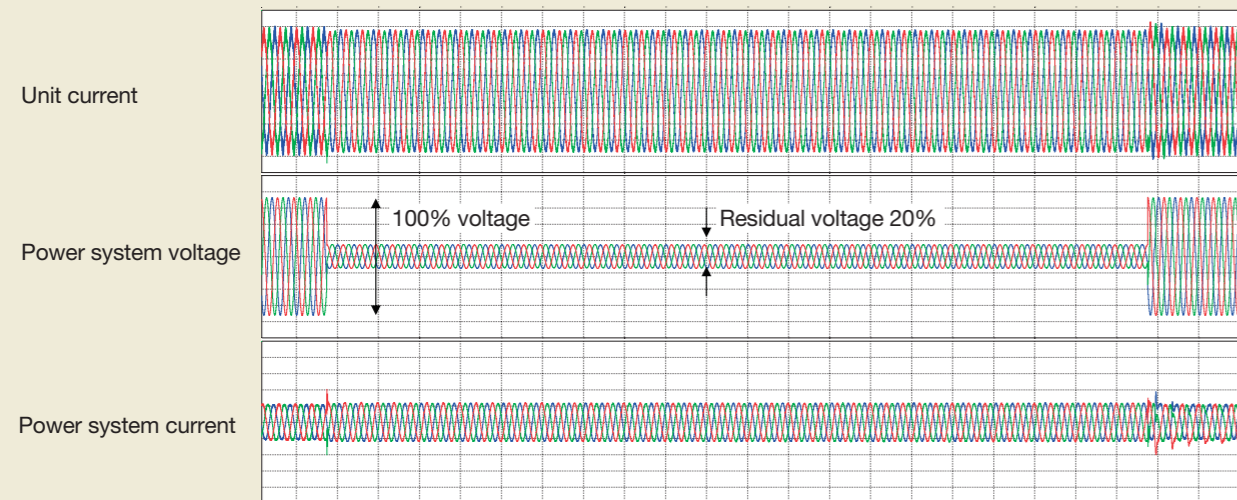 Unit current
100% voltage
Residual voltage 20%
Power system voltage
Power system current